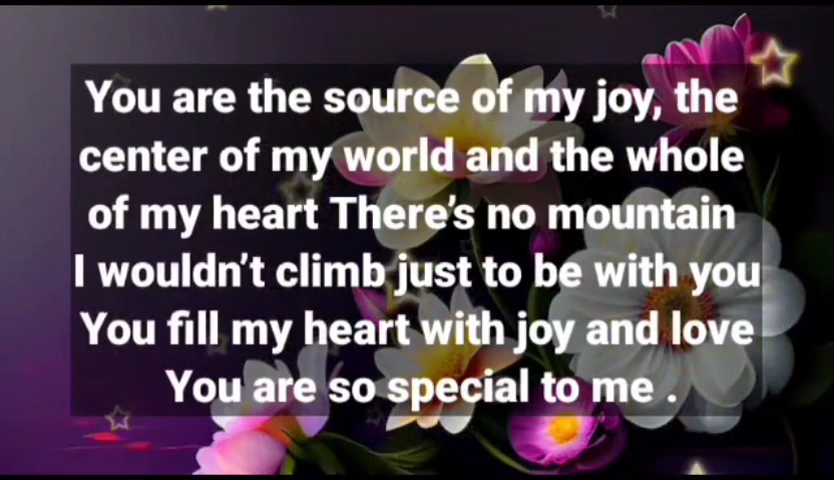 You are the source of my joy, the
center of my world and the whole
of my heart There's no mountain
I wouldn't climb just to be with you
You fill my heart with joy and love
You are so special to me .